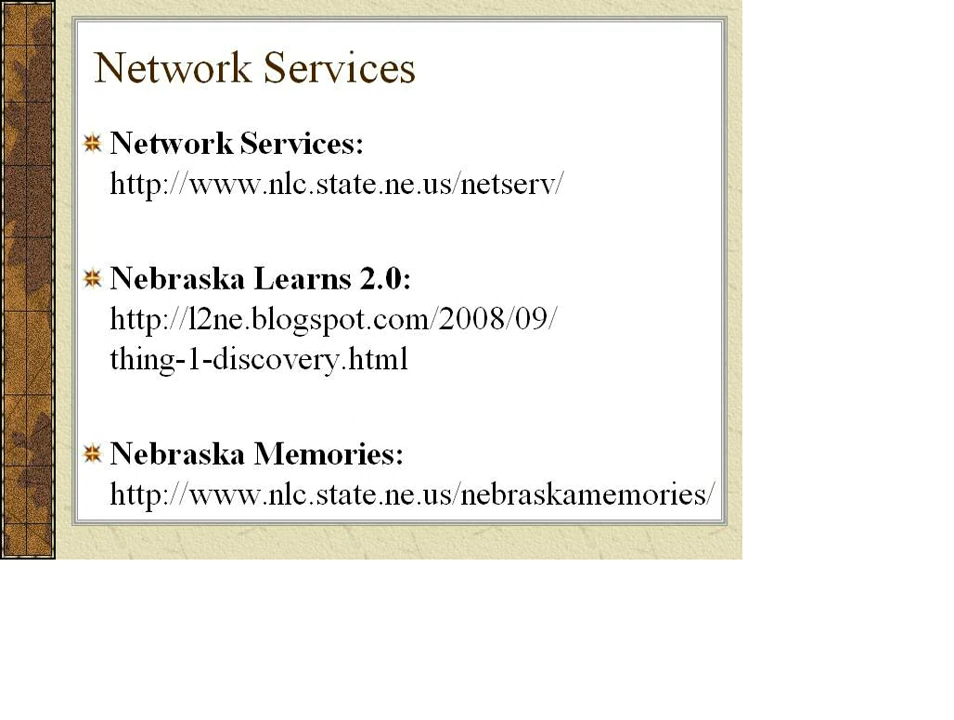 Network Services
Network Services:
http://www.nlc.state.ne.us/netserv/
Nebraska Learns 2.0:
http://l2ne.blogspot.com/2008/09/
thing-1-discovery.html
Nebraska Memories:
http://www.nlc.state.ne.us/nebraskamemories/